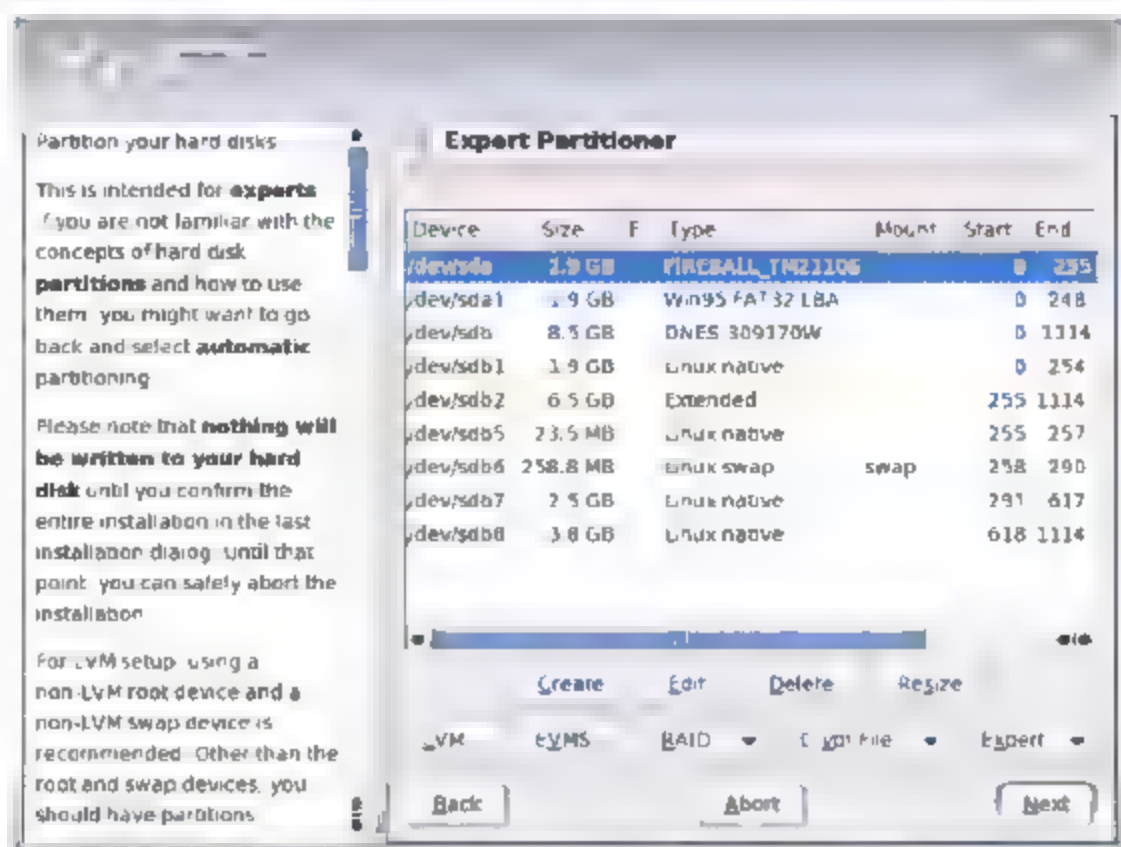 Partition your hard disks
This is intended for experts
if you are not familiar with the
concepts of hard disk
partitions and how to use
them you might want to go
back and select automatic
partitioning
Please note that nothing will
be written to your hard
disk until you confirm the
entire installation in the last
installation dialog until that
point you can safely abort the
installation
For LVM setup using a
non-LVM root device and a
non-LVM swap device is
recommended Other than the
root and swap devices, you
should have partitions
Expert Partitioner
Device Size F Type Mount Start End
/dev/sda GB FIREBALL_TM2110S 0 255
/dev/sda1 1.9 GB Win95 FAT 32 LBA 0 248
/dev/sdb 8.5 GB DNES 309170W 0 1114
/dev/sdb1 1.9 GB Linux native 0 254
/dev/sdb2 6.5 GB Extended 255 1114
/dev/sdb5 23.5 MB Linux native 255 257
/dev/sdb6 258.8 MB Linux swap swap 258 290
/dev/sdb7 2.5 GB Linux native 291 617
/dev/sdb8 3.8 GB Linux native 618 1114
Create Edit Delete Resize
LVM EVMS RAID Crypt File Expert
Back Abort Next